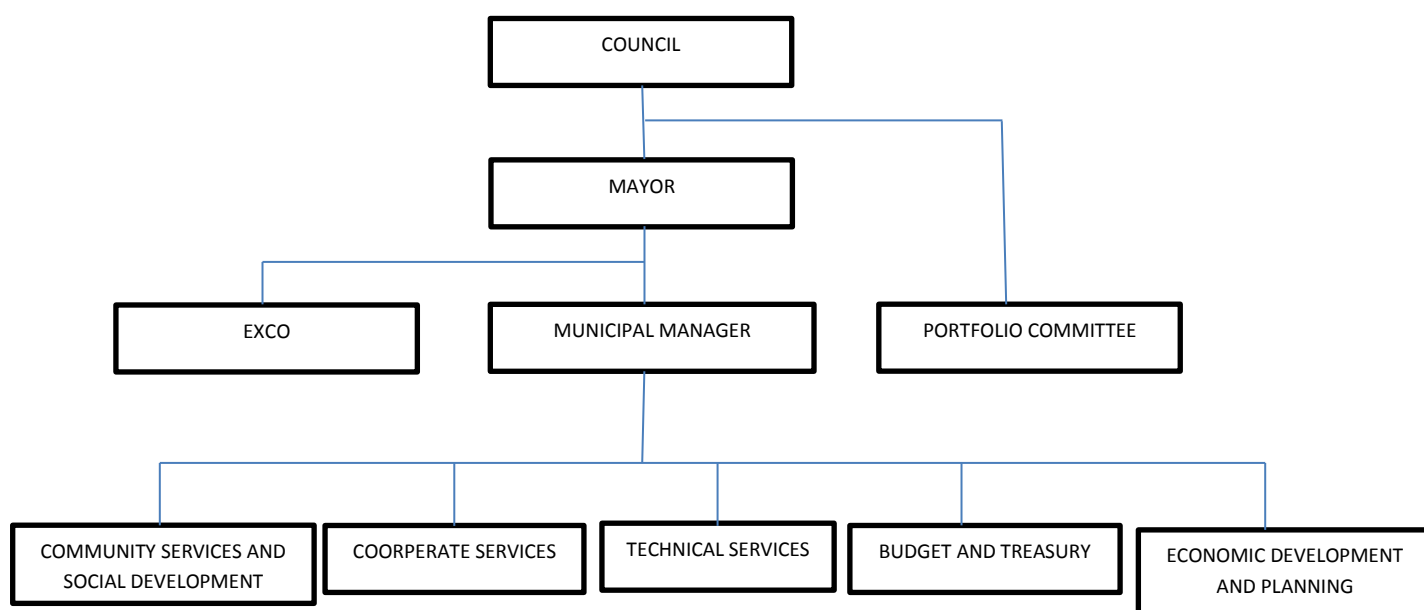 COUNCIL
MAYOR
EXCO
MUNICIPAL MANAGER
PORTFOLIO COMMITTEE
COMMUNITY SERVICES AND
SOCIAL DEVELOPMENT
COORPERATE SERVICES
TECHNICAL SERVICES
BUDGET AND TREASURY
ECONOMIC DEVELOPMENT
AND PLANNING